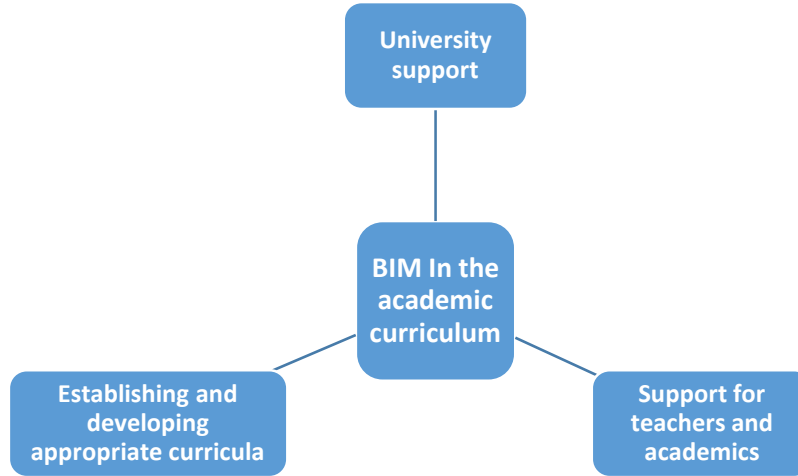 University
support
BIM In the
academic
curriculum
Establishing and
developing
appropriate curricula
Support for
teachers and
academics